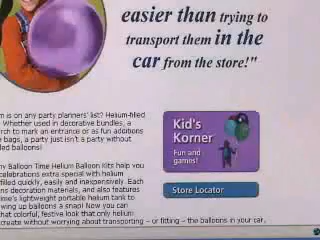 easier than trying to
transport them in the
car from the store!"
m is on any party planners' list? Helium-filled
Whether used in decorative bundles, a
rch to mark an entrance or as fun additions
bags, a party just isn't a party without
lled balloons!
Kid's
Korner
Fun and
games!
ny Balloon Time Helium Balloon Kits help you
celebrations extra special with helium
filled quickly, easily and inexpensively. Each
ns decoration materials, and also features
ime's lightweight portable helium tank to
wing up balloons a snap! Now you can
that colorful, festive look that only helium
create without worrying about transporting - or fitting - the balloons in your car.
Store Locator